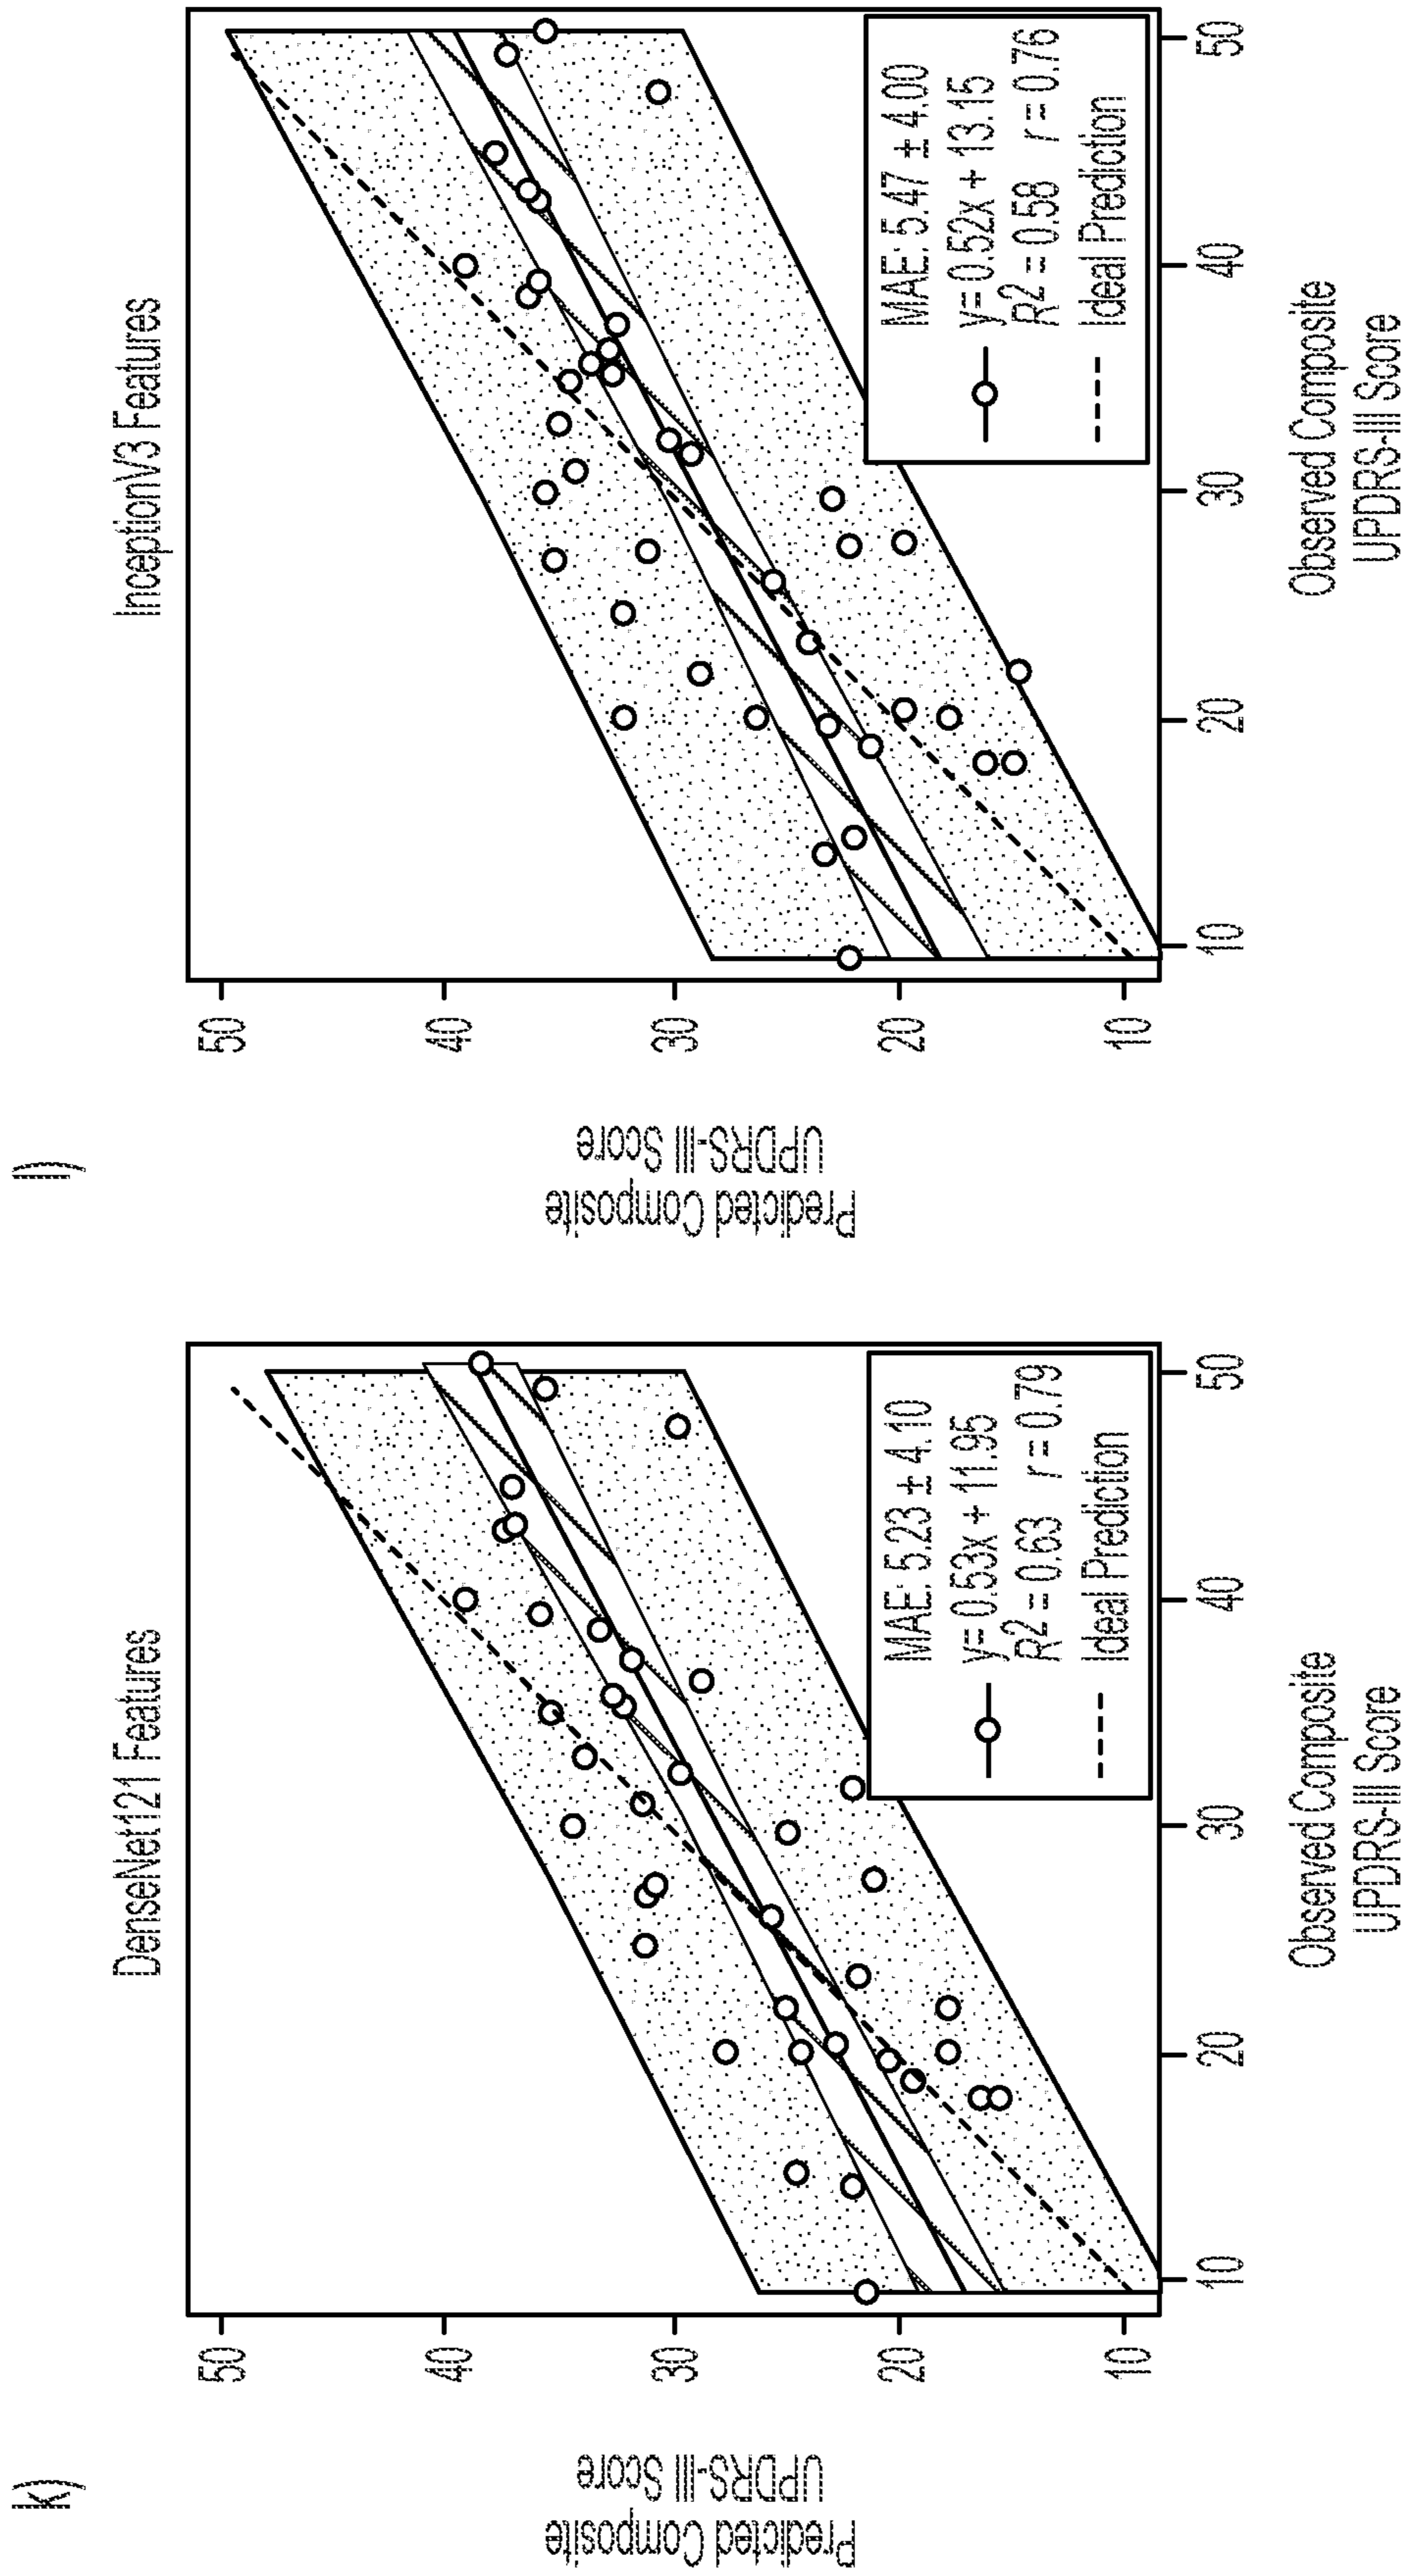 k)
DenseNet121 Features
Predicted Composite
UPDRS-III Score
50
40
30
20
10
MAE: 5.23 ± 4.10
y= 0.53x + 11.95
R2 = 0.63 r = 0.79
Ideal Prediction
10
20
30
40
50
Observed Composite
UPDRS-III Score
l)
InceptionV3 Features
Predicted Composite
UPDRS-III Score
50
40
30
20
10
MAE: 5.47 ± 4.00
y= 0.52x + 13.15
R2 = 0.58 r = 0.76
Ideal Prediction
10
20
30
40
50
Observed Composite
UPDRS-III Score